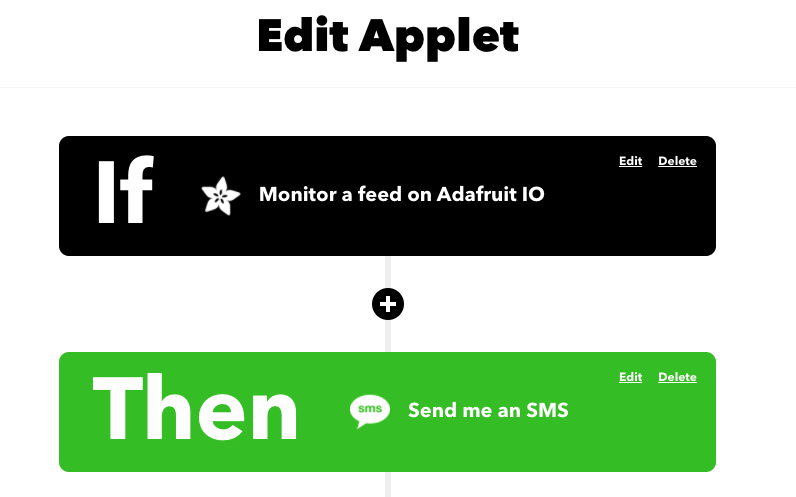 Edit Applet
If
Monitor a feed on Adafruit IO
Edit Delete
Then
sms
Send me an SMS
Edit Delete